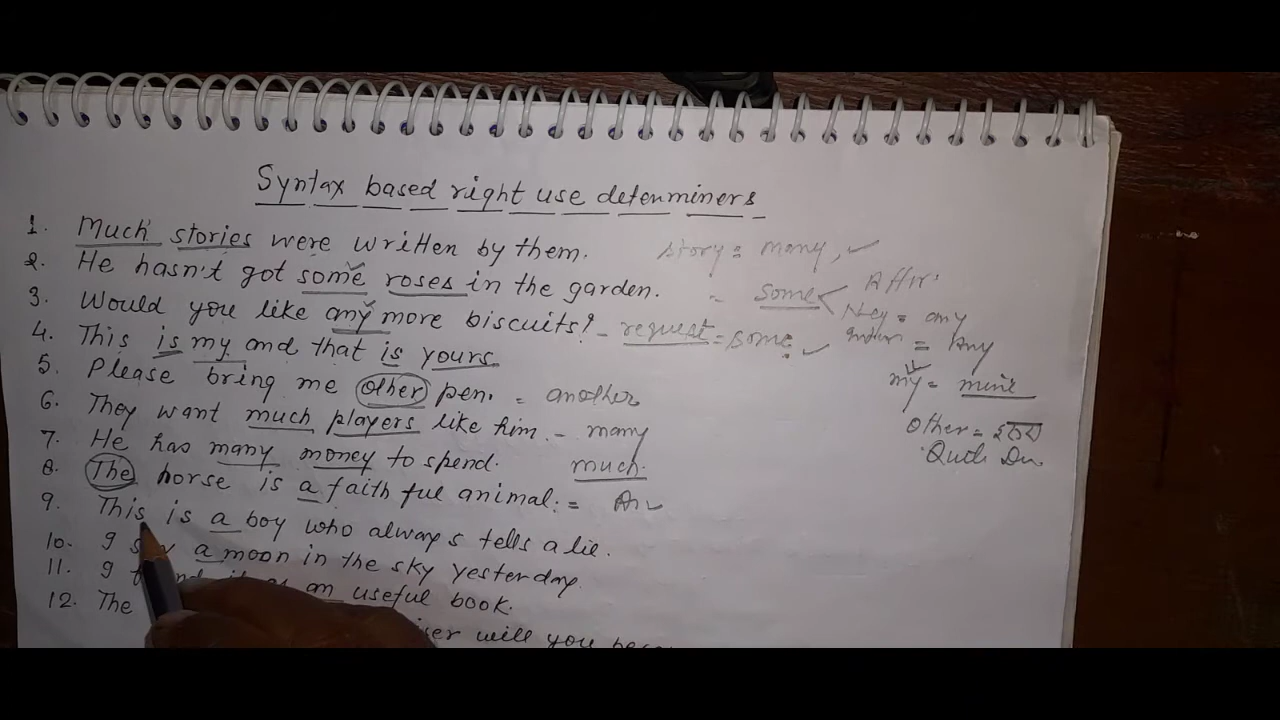 Syntax based right use determiners
1. Much stories were written by them. story = many,
2. He hasn't got some roses in the garden. = some Affir.
3. Would you like any more biscuits? - request = some Neg = any
4. This is my and that is yours. = Any
5. Please bring me other pen. = another my = mine
6. They want much players like him. - many other =
7. He has many money to spend. much.
8. The horse is a faithful animal. =
9. This is a boy who always tells a lie.
10. I a moon in the sky yesterday.
11. I an useful book.
12. The will you